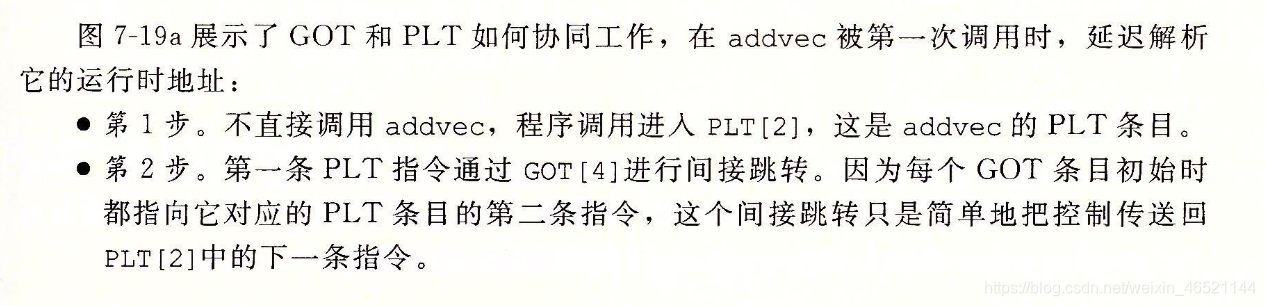 图 7-19a 展示了 GOT 和 PLT 如何协同工作，在 addvec 被第一次调用时，延迟解析
它的运行时地址：
● 第 1 步。不直接调用 addvec，程序调用进入 PLT[2]，这是 addvec 的 PLT 条目。
● 第 2 步。第一条 PLT 指令通过 GOT[4]进行间接跳转。因为每个 GOT 条目初始时
都指向它对应的 PLT 条目的第二条指令，这个间接跳转只是简单地把控制传送回
PLT[2]中的下一条指令。
https://blog.csdn.net/weixin_46521144